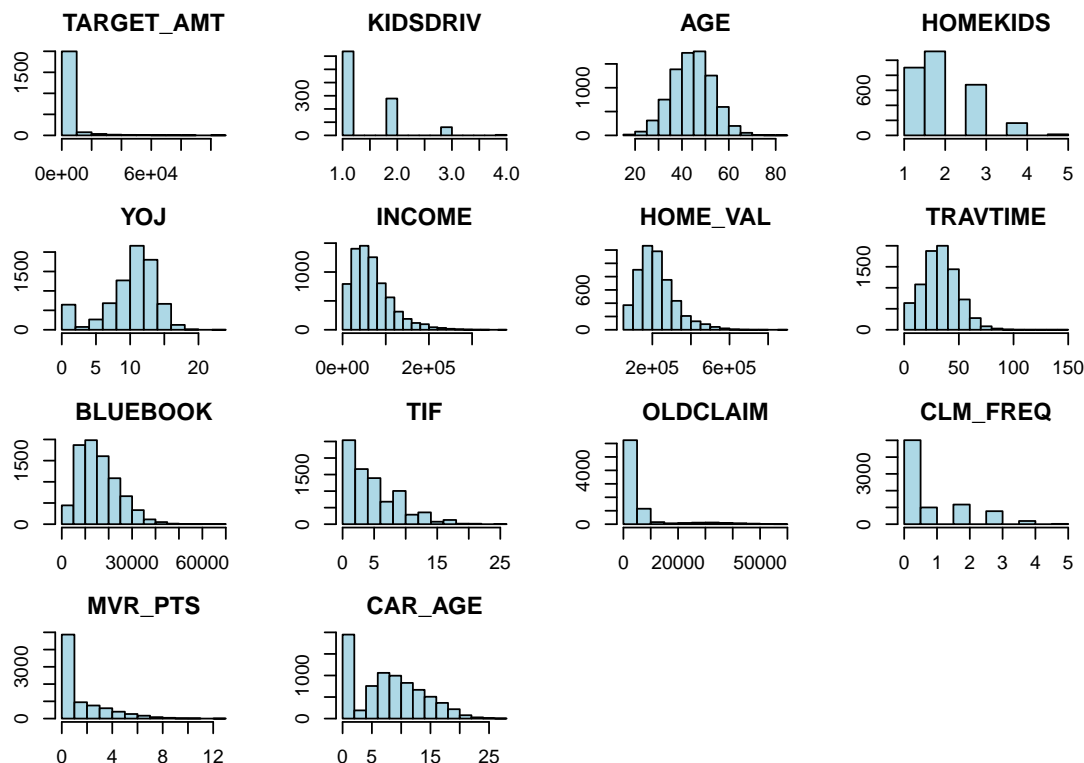 TARGET_AMT
0 1500
0e+00 6e+04
KIDSDRIV
0 300
1.0 2.0 3.0 4.0
AGE
0 1000
20 40 60 80
HOMEKIDS
0 600
1 2 3 4 5
YOJ
0 1500
0 5 10 20
INCOME
0 1000
0e+00 2e+05
HOME_VAL
0 600
2e+05 6e+05
TRAVTIME
0 1500
0 50 100 150
BLUEBOOK
0 1500
0 30000 60000
TIF
0 1500
0 5 15 25
OLDCLAIM
0 4000
0 20000 50000
CLM_FREQ
0 3000
0 1 2 3 4 5
MVR_PTS
0 3000
0 4 8 12
CAR_AGE
0 1000
0 5 15 25